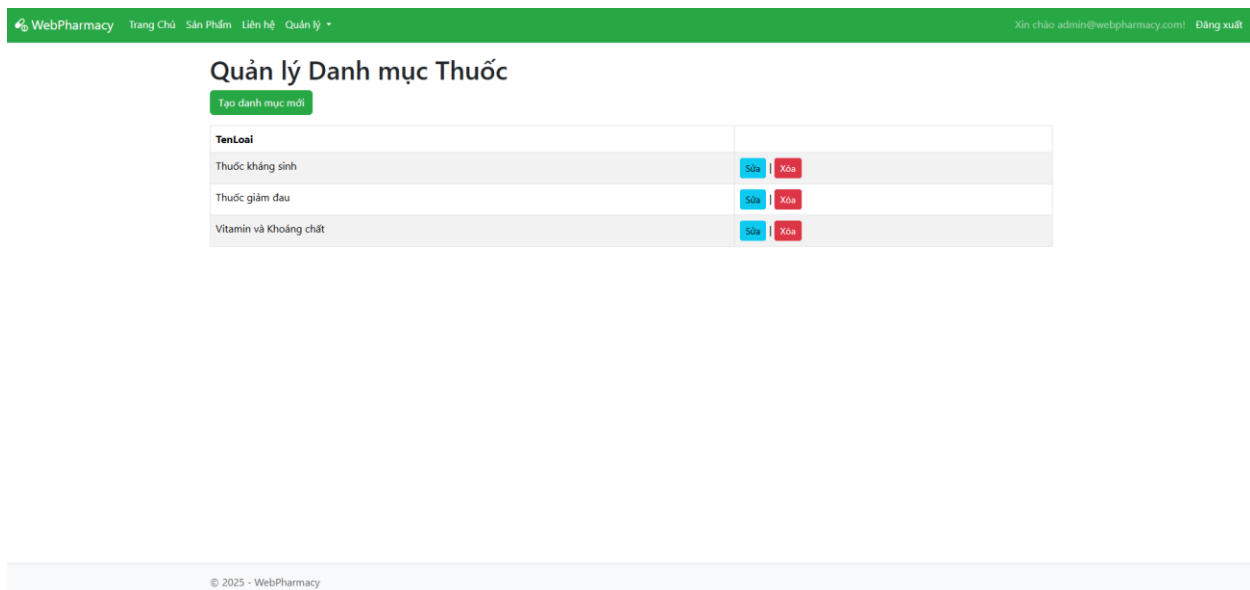 WebPharmacy Trang Chủ Sản Phẩm Liên hệ Quản lý Xin chào admin@webpharmacy.com! Đăng xuất
Quản lý Danh mục Thuốc
Tạo danh mục mới
TenLoai
Thuốc kháng sinh Sửa | Xóa
Thuốc giảm đau Sửa | Xóa
Vitamin và Khoáng chất Sửa | Xóa
© 2025 - WebPharmacy